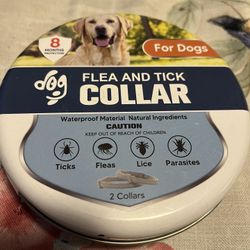 8
MONTHS
PROTECTION
For Dogs
dog
FLEA AND TICK
COLLAR
Waterproof Material Natural Ingredients
CAUTION
KEEP OUT OF REACH OF CHILDREN
Ticks Fleas Lice Parasites
2 Collars